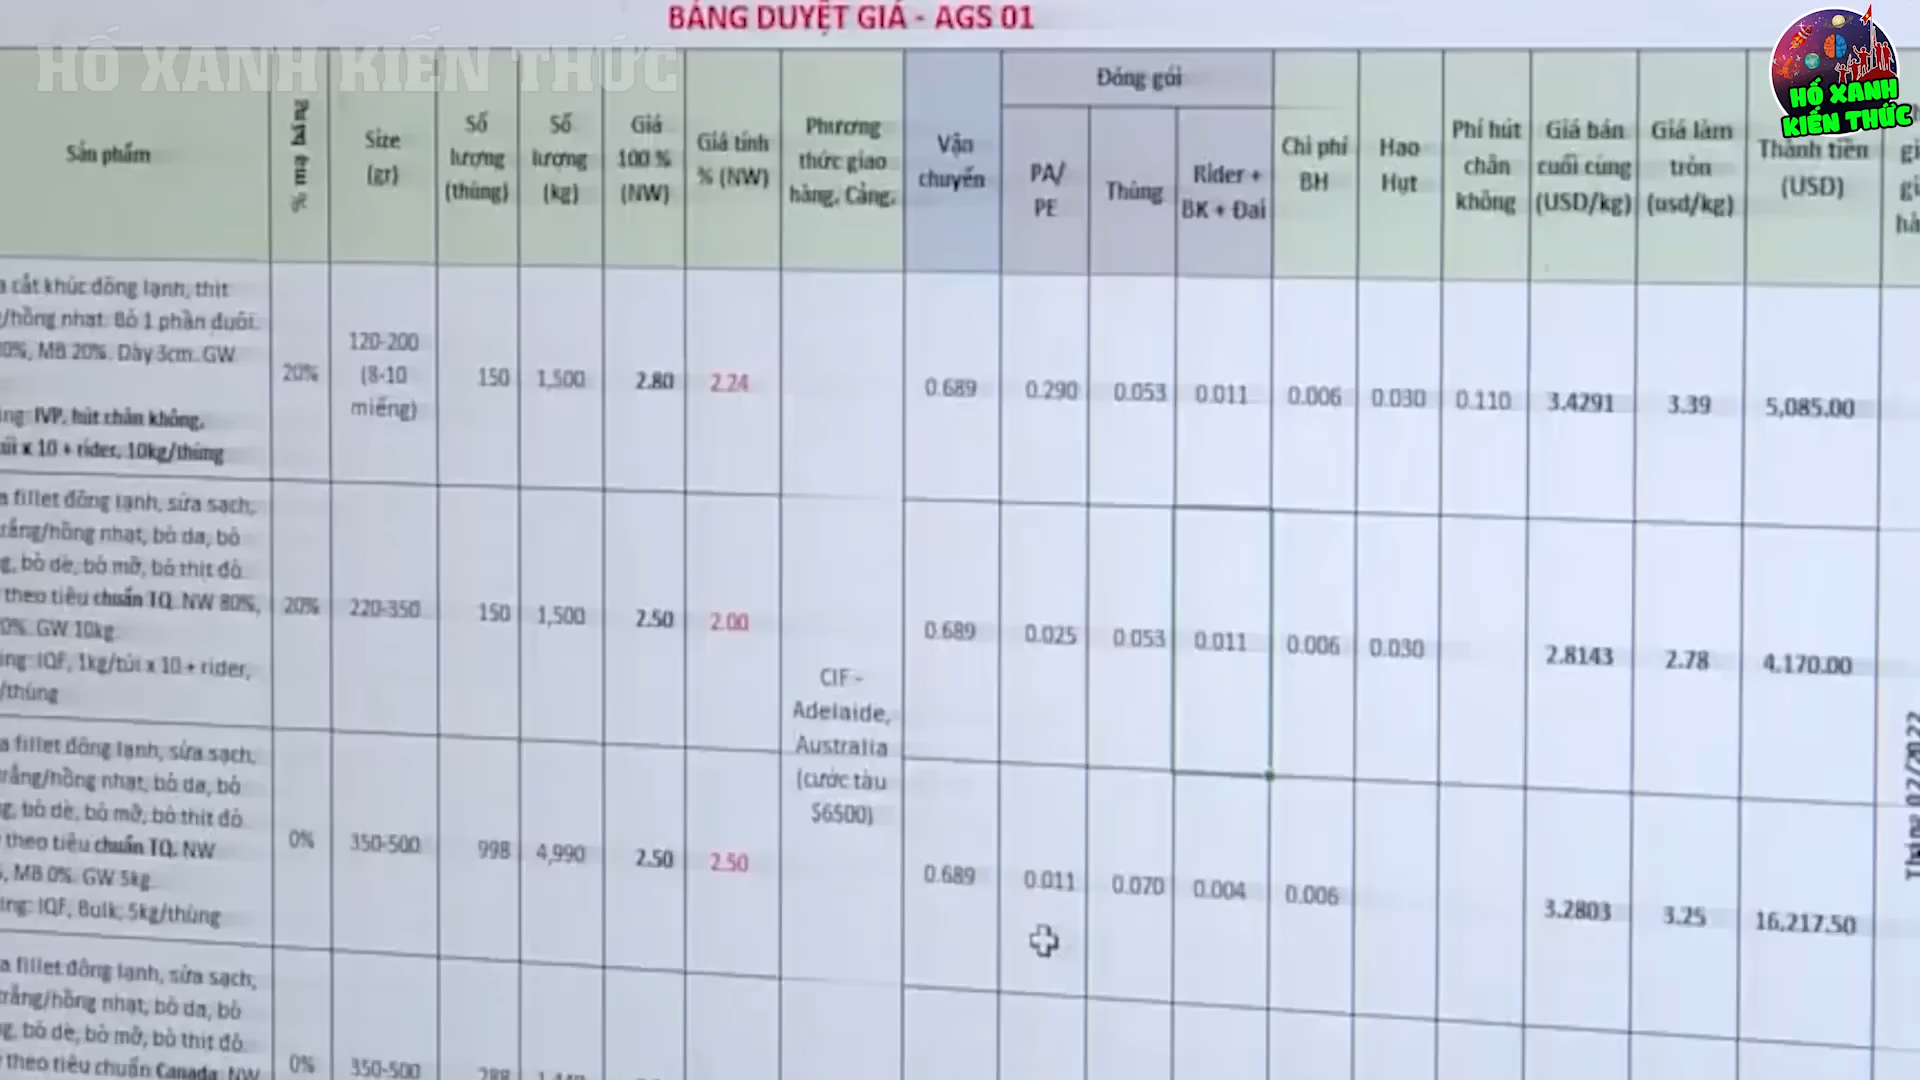 BẢNG DUYỆT GIÁ - AGS 01
HỐ XANH KIẾN THỨC
HỐ XANH
KIẾN THỨC
Sản phẩm
% mạ băng
Size
(gr)
Số
lượng
(thùng)
Số
lượng
(kg)
Giá
100 %
(NW)
Giá tính
% (NW)
Phương
thức giao
hàng, Cảng,
Vận
chuyển
Đóng gói
PA/
PE
Thùng
Rider +
BK + Đai
Chi phí
BH
Hao
Hụt
Phí hút
chân
không
Giá bán
cuối cùng
(USD/kg)
Giá làm
tròn
(usd/kg)
Thành tiền
(USD)
cắt khúc đông lạnh, thịt
/hồng nhạt. Bỏ 1 phần đuôi.
0%, MB 20%. Dày 3cm. GW
ng: IVP, hút chân không,
túi x 10 + rider, 10kg/thùng
20%
120-200
(8-10
miếng)
150
1,500
2.80
2.24
0.689
0.290
0.053
0.011
0.006
0.030
0.110
3.4291
3.39
5,085.00
fillet đông lạnh, sửa sạch,
trắng/hồng nhạt, bỏ da, bỏ
g, bỏ dè, bỏ mỡ, bỏ thịt đỏ
theo tiêu chuẩn TQ. NW 80%,
0%. GW 10kg
ing: IQF, 1kg/túi x 10 + rider,
/thùng
20%
220-350
150
1,500
2.50
2.00
CIF -
Adelaide,
Australia
(cước tàu
$6500)
0.689
0.025
0.053
0.011
0.006
0.030
2.8143
2.78
4,170.00
fillet đông lạnh, sửa sạch,
trắng/hồng nhạt, bỏ da, bỏ
g, bỏ dè, bỏ mỡ, bỏ thịt đỏ
theo tiêu chuẩn TQ. NW
, MB 0%. GW 5kg
ing: IQF, Bulk, 5kg/thùng
0%
350-500
998
4,990
2.50
2.50
0.689
0.011
0.070
0.004
0.006
3.2803
3.25
16,217.50
Tháng 02/2022
fillet đông lạnh, sửa sạch,
trắng/hồng nhạt, bỏ da, bỏ
g, bỏ dè, bỏ mỡ, bỏ thịt đỏ
theo tiêu chuẩn Canada. NW
0%
350-500
288